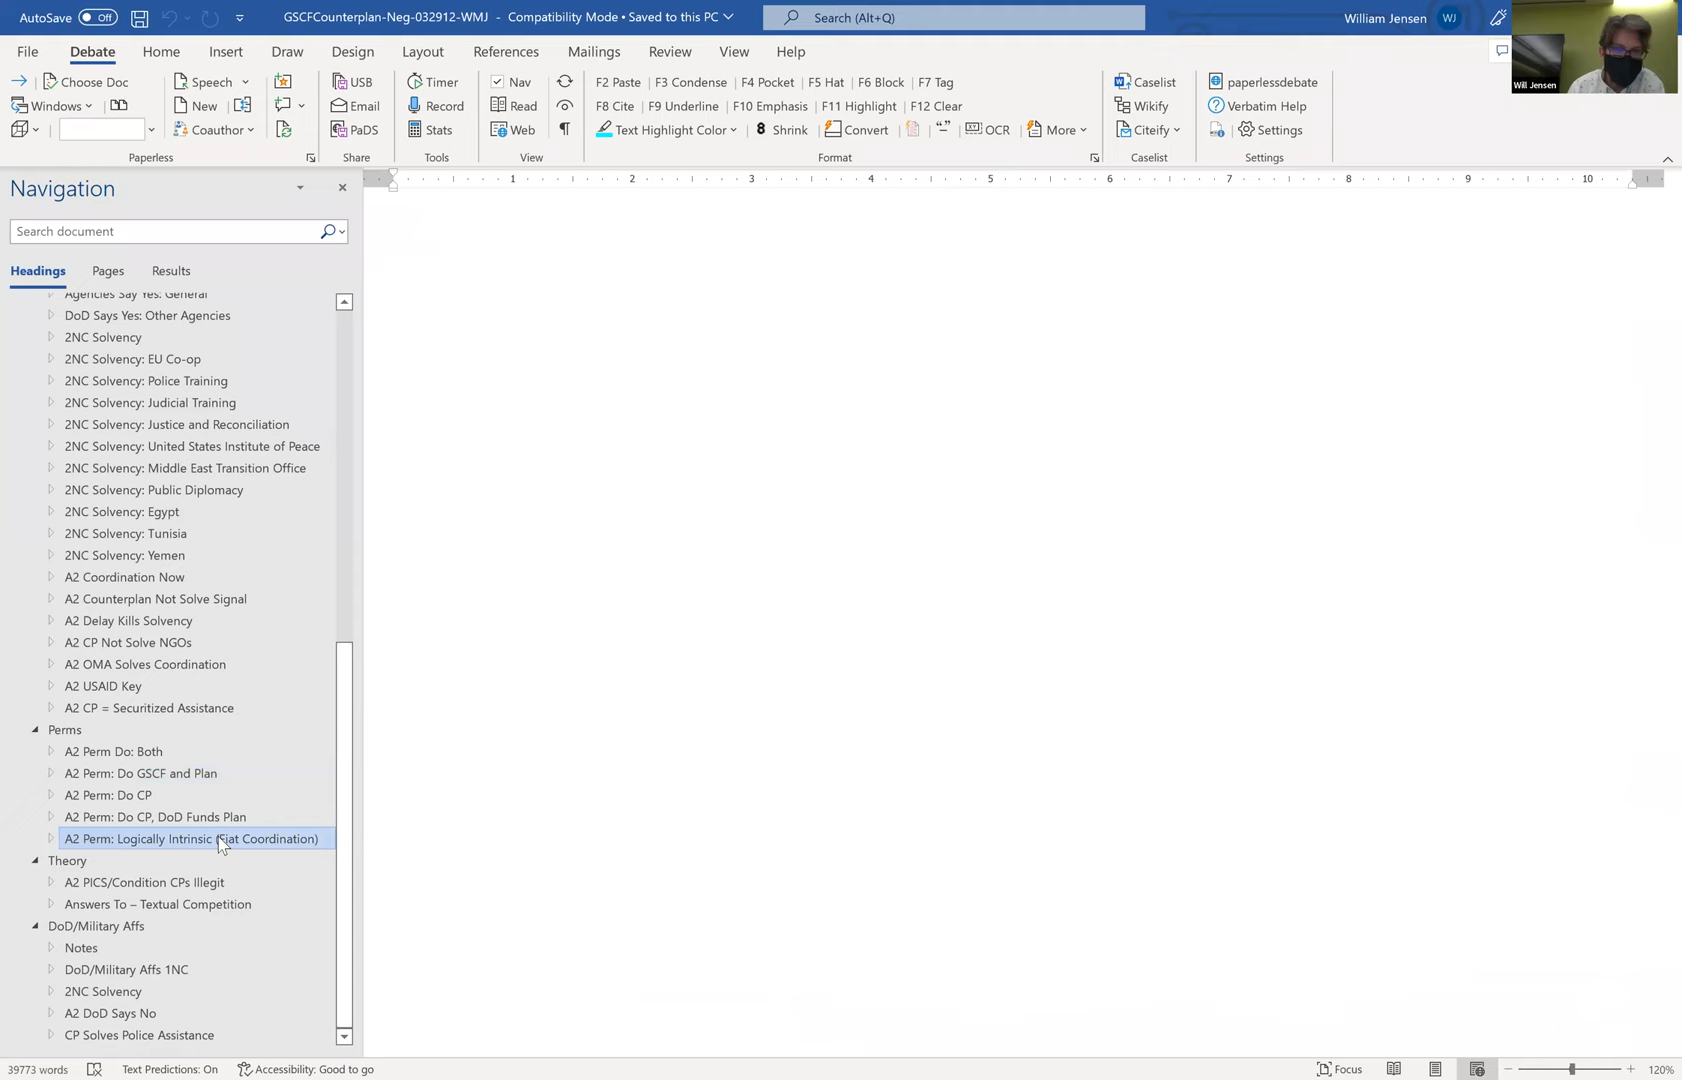 AutoSave Off GSCFCounterplan-Neg-032912-WMJ - Compatibility Mode • Saved to this PC Search (Alt+Q) William Jensen WJ
File Debate Home Insert Draw Design Layout References Mailings Review View Help
Will Jensen
Choose Doc Speech USB Timer Nav F2 Paste F3 Condense F4 Pocket F5 Hat F6 Block F7 Tag Caselist paperlessdebate
Windows New Email Record Read F8 Cite F9 Underline F10 Emphasis F11 Highlight F12 Clear Wikify Verbatim Help
Coauthor PaDS Stats Web Text Highlight Color 8 Shrink Convert OCR More Citeify Settings
Paperless Share Tools View Format Caselist Settings
Navigation
1 2 3 4 5 6 7 8 9 10
Search document
Headings Pages Results
Agencies Say Yes: General
DoD Says Yes: Other Agencies
2NC Solvency
2NC Solvency: EU Co-op
2NC Solvency: Police Training
2NC Solvency: Judicial Training
2NC Solvency: Justice and Reconciliation
2NC Solvency: United States Institute of Peace
2NC Solvency: Middle East Transition Office
2NC Solvency: Public Diplomacy
2NC Solvency: Egypt
2NC Solvency: Tunisia
2NC Solvency: Yemen
A2 Coordination Now
A2 Counterplan Not Solve Signal
A2 Delay Kills Solvency
A2 CP Not Solve NGOs
A2 OMA Solves Coordination
A2 USAID Key
A2 CP = Securitized Assistance
Perms
A2 Perm Do: Both
A2 Perm: Do GSCF and Plan
A2 Perm: Do CP
A2 Perm: Do CP, DoD Funds Plan
A2 Perm: Logically Intrinsic (Fiat Coordination)
Theory
A2 PICS/Condition CPs Illegit
Answers To – Textual Competition
DoD/Military Affs
Notes
DoD/Military Affs 1NC
2NC Solvency
A2 DoD Says No
CP Solves Police Assistance
39773 words Text Predictions: On Accessibility: Good to go Focus 120%